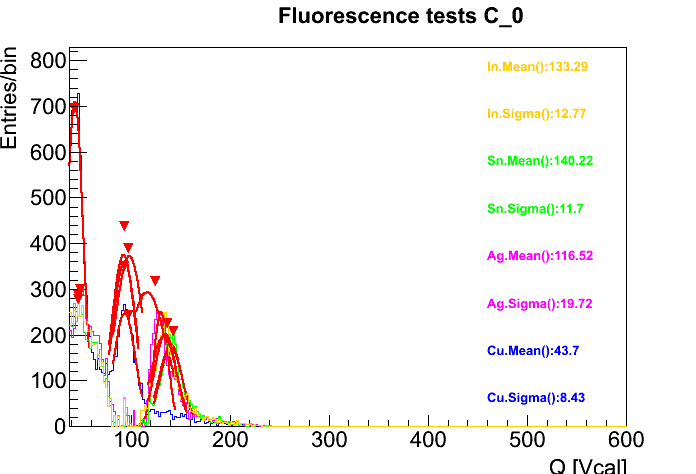 Fluorescence tests C_0
Entries/bin
800
700
600
500
400
300
200
100
0
100
200
300
400
500
600
Q [Vcal]
In.Mean():133.29
In.Sigma():12.77
Sn.Mean():140.22
Sn.Sigma():11.7
Ag.Mean():116.52
Ag.Sigma():19.72
Cu.Mean():43.7
Cu.Sigma():8.43